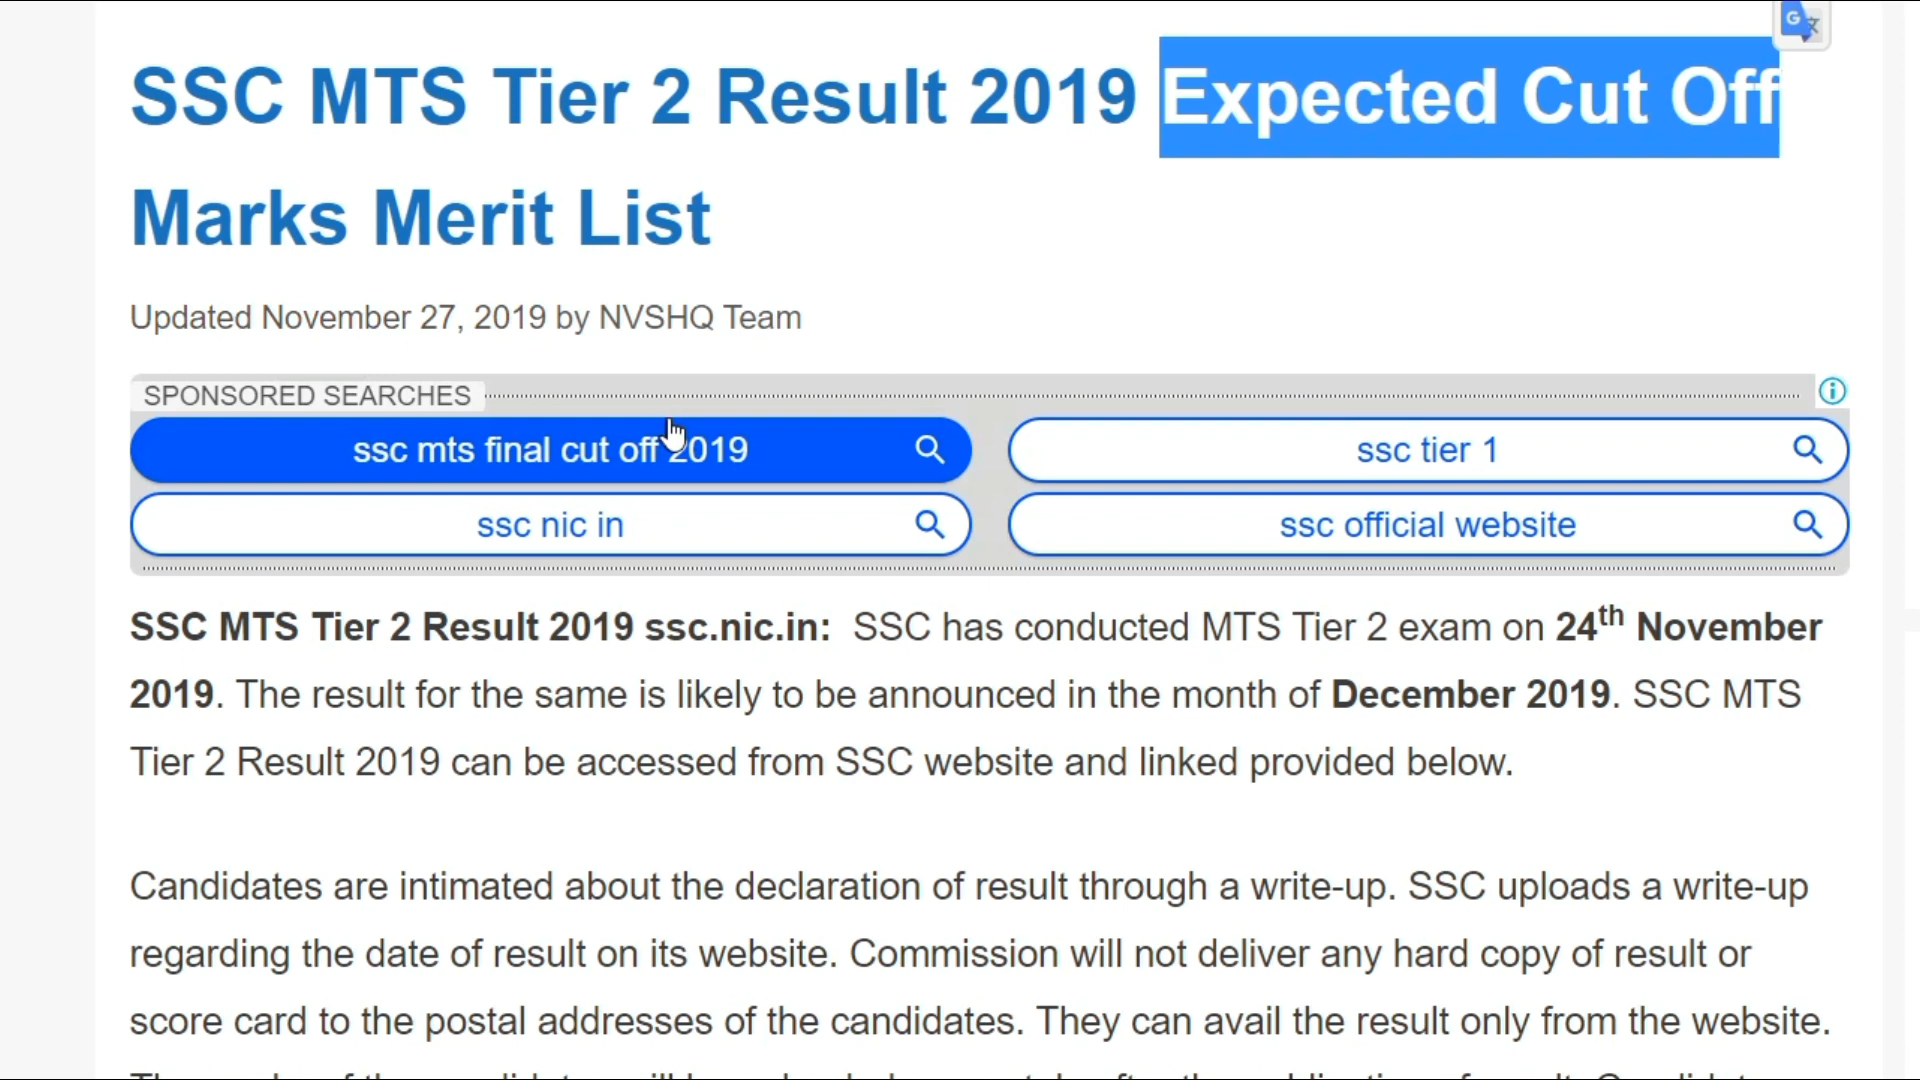 SSC MTS Tier 2 Result 2019 Expected Cut Off
Marks Merit List
Updated November 27, 2019 by NVSHQ Team
SPONSORED SEARCHES
ssc mts final cut off 2019
ssc tier 1
ssc nic in
ssc official website
SSC MTS Tier 2 Result 2019 ssc.nic.in: SSC has conducted MTS Tier 2 exam on 24th November
2019. The result for the same is likely to be announced in the month of December 2019. SSC MTS
Tier 2 Result 2019 can be accessed from SSC website and linked provided below.
Candidates are intimated about the declaration of result through a write-up. SSC uploads a write-up
regarding the date of result on its website. Commission will not deliver any hard copy of result or
score card to the postal addresses of the candidates. They can avail the result only from the website.